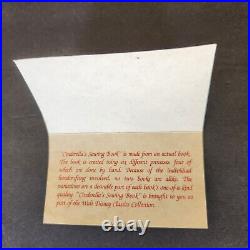 "Cinderella's Sewing Book" is made from an actual book.
The book is created using six different processes, four of
which are done by hand. Because of the individual
handcrafting involved, no two books are alike. The
variations are a desirable part of each book's one-of-a-kind
quality. "Cinderella's Sewing Book" is brought to you as
part of the Walt Disney Classics Collection.